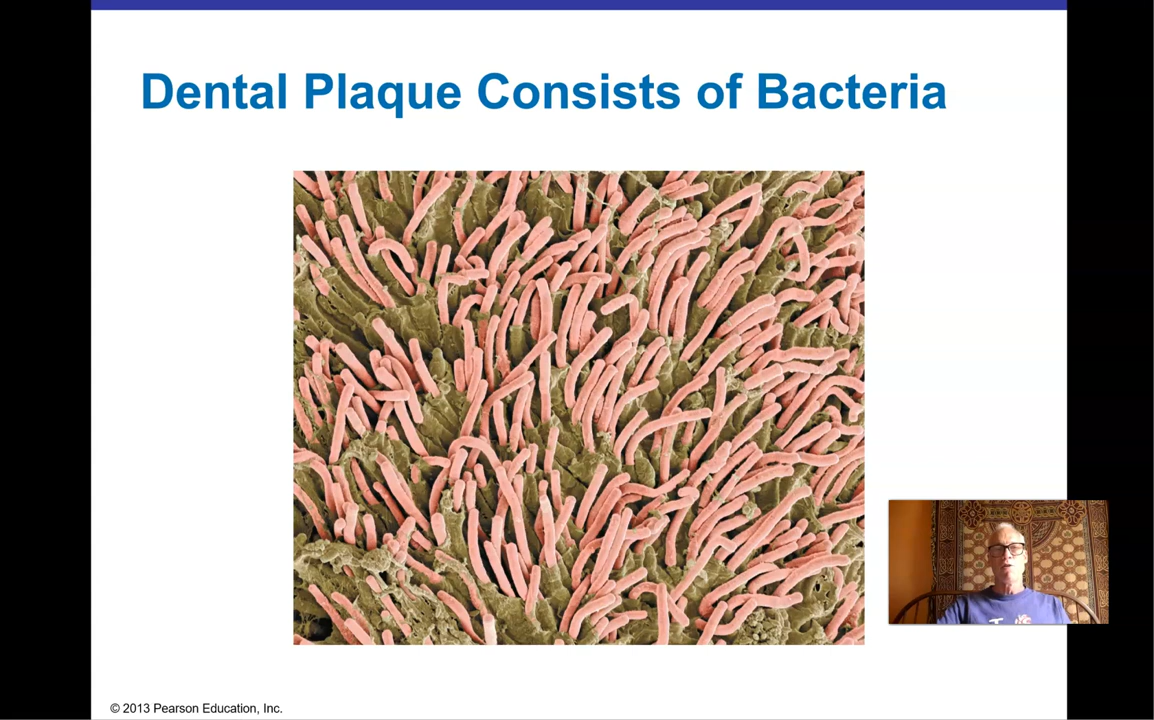 Dental Plaque Consists of Bacteria
© 2013 Pearson Education, Inc.